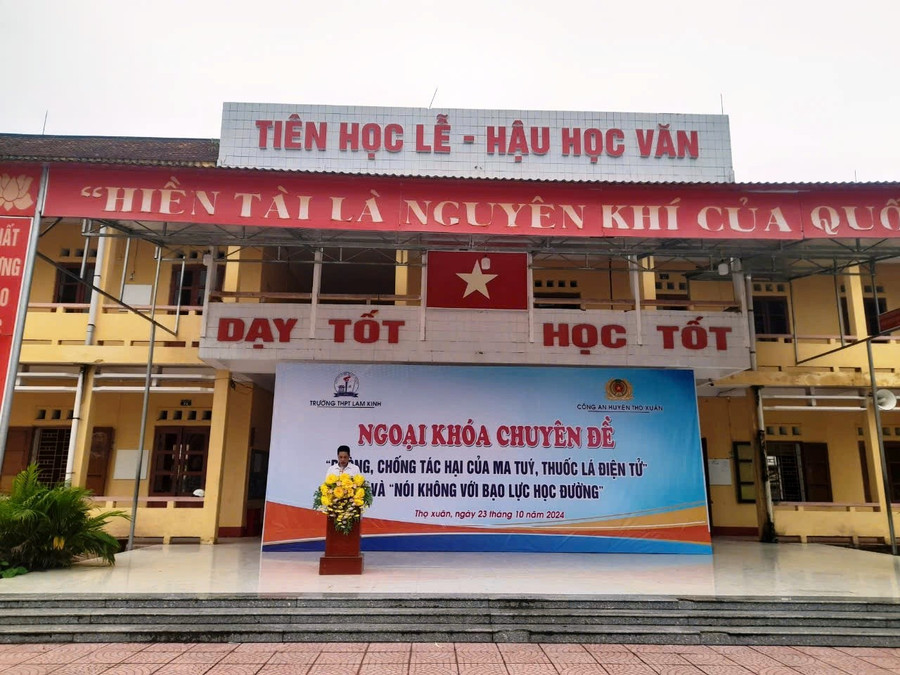 TIÊN HỌC LỄ - HẬU HỌC VĂN
“HIỀN TÀI LÀ NGUYÊN KHÍ CỦA QUỐ
DẠY TỐT HỌC TỐT
TRƯỜNG THPT LAM KINH
CÔNG AN HUYỆN THỌ XUÂN
NGOẠI KHÓA CHUYÊN ĐỀ
CHỐNG TÁC HẠI CỦA MA TUÝ, THUỐC LÁ ĐIỆN TỬ"
VÀ "NÓI KHÔNG VỚI BẠO LỰC HỌC ĐƯỜNG"
Thọ xuân, ngày 23 tháng 10 năm 2024